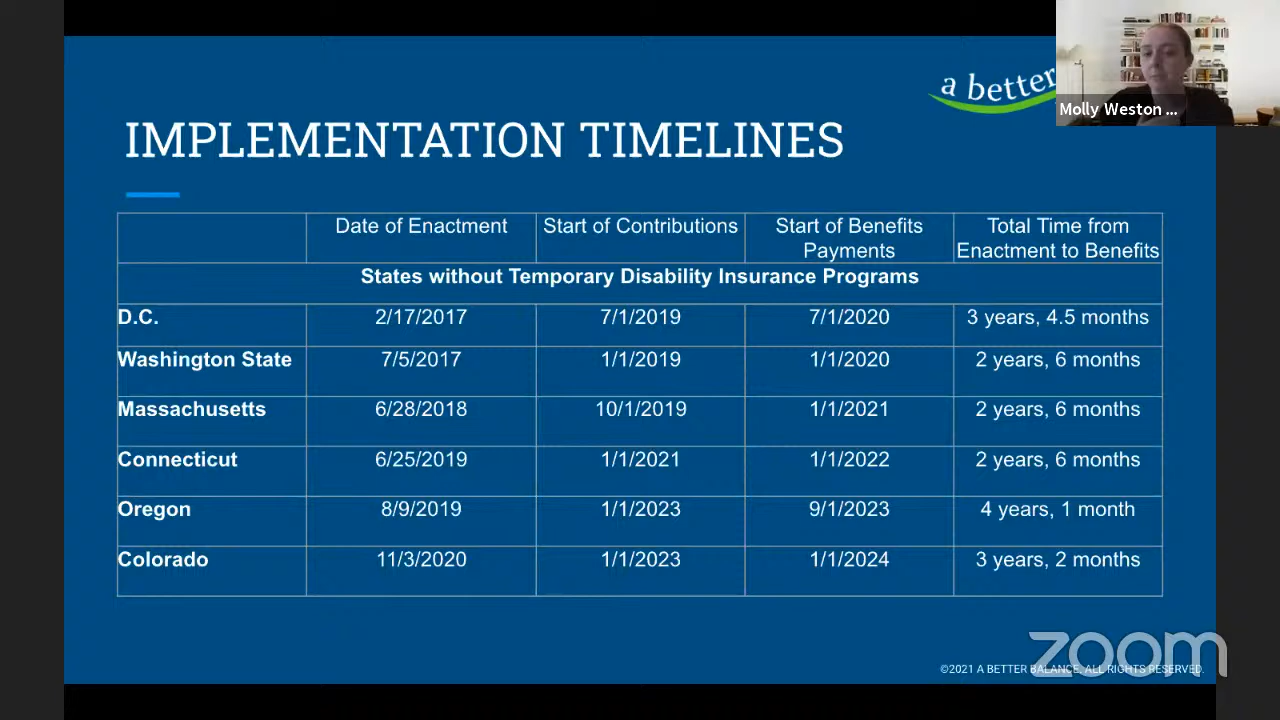 a better
Molly Weston ...
IMPLEMENTATION TIMELINES
Date of Enactment Start of Contributions Start of Benefits Payments Total Time from Enactment to Benefits
States without Temporary Disability Insurance Programs
D.C. 2/17/2017 7/1/2019 7/1/2020 3 years, 4.5 months
Washington State 7/5/2017 1/1/2019 1/1/2020 2 years, 6 months
Massachusetts 6/28/2018 10/1/2019 1/1/2021 2 years, 6 months
Connecticut 6/25/2019 1/1/2021 1/1/2022 2 years, 6 months
Oregon 8/9/2019 1/1/2023 9/1/2023 4 years, 1 month
Colorado 11/3/2020 1/1/2023 1/1/2024 3 years, 2 months
zoom
©2021 A BETTER BALANCE, ALL RIGHTS RESERVED.